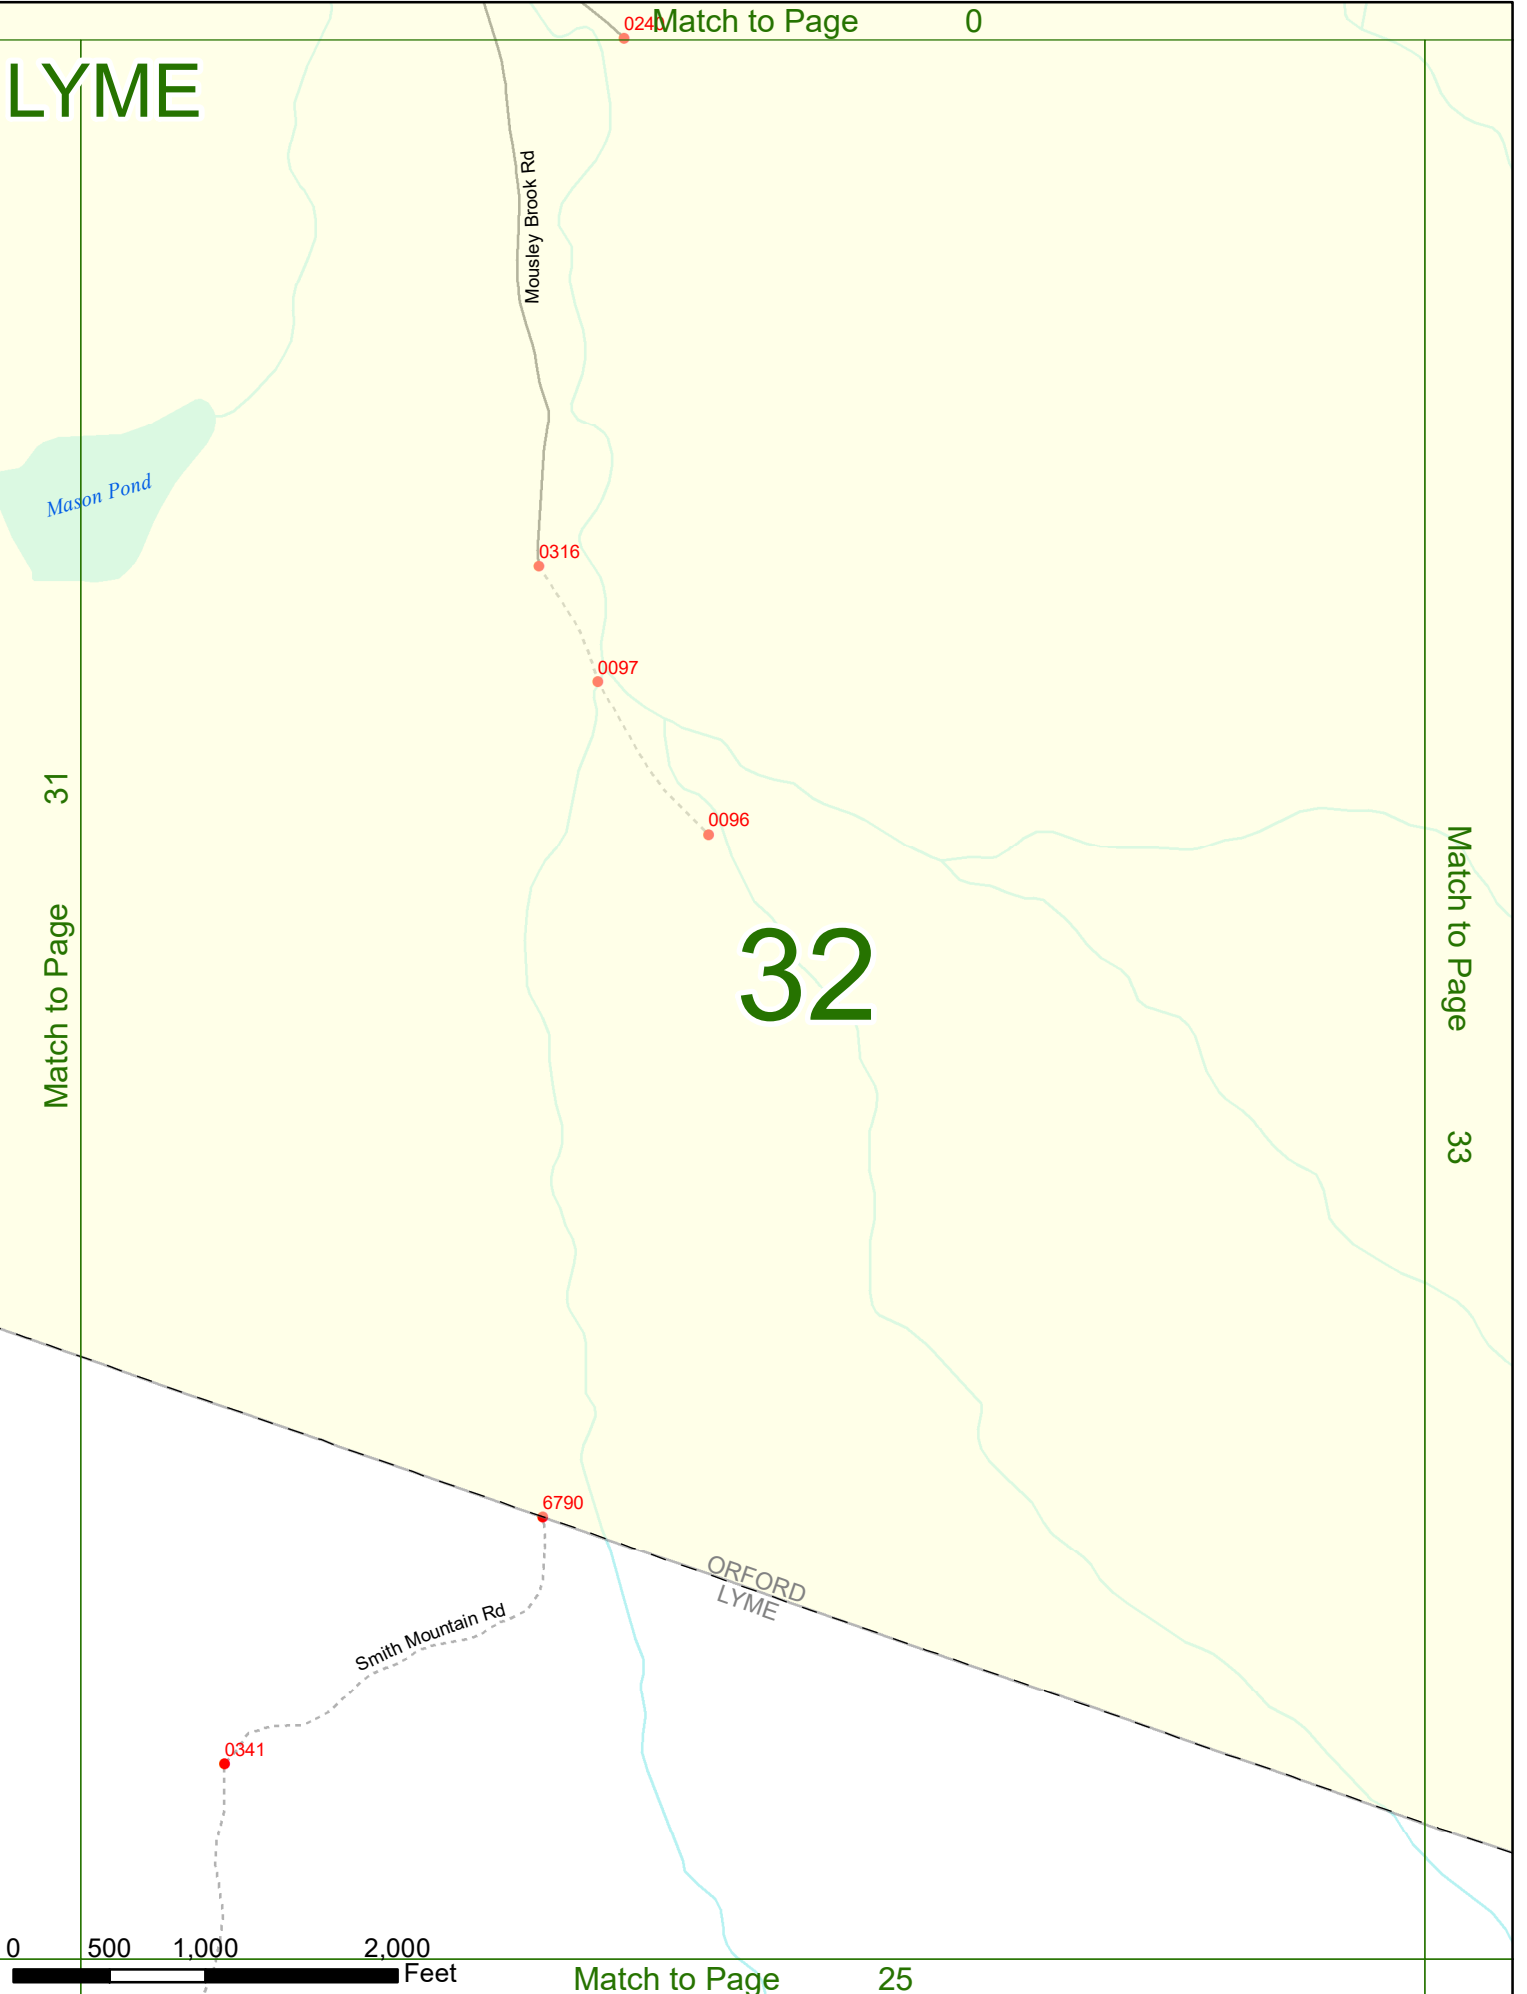 0240
Match to Page 0
LYME
Mousley Brook Rd
Mason Pond
0316
0097
0096
Match to Page 31
Match to Page 33
32
6790
ORFORD
LYME
Smith Mountain Rd
0341
0 500 1,000 2,000
Feet
Match to Page 25